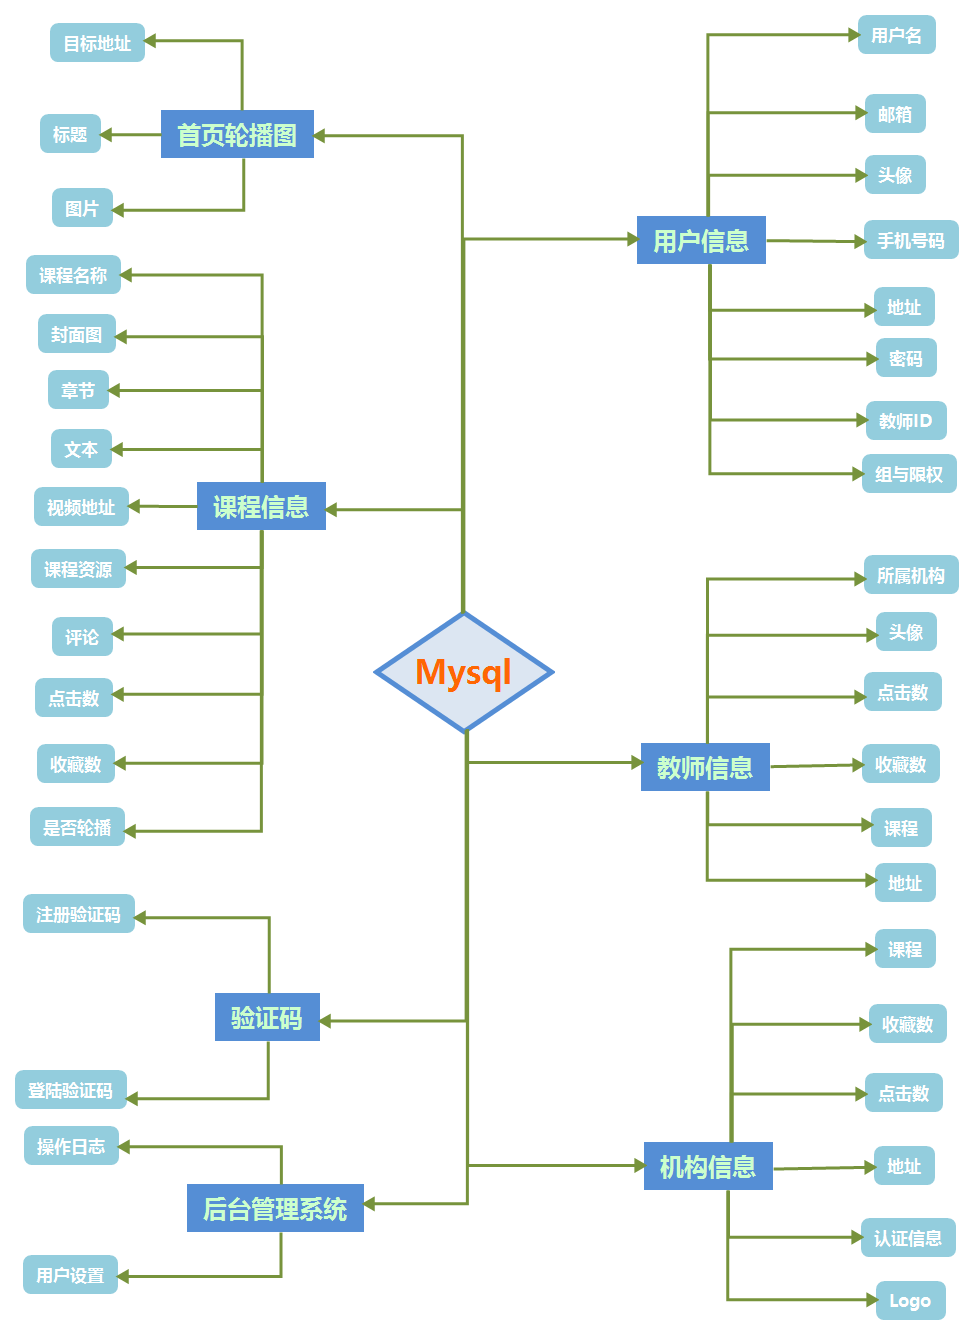 目标地址
标题
首页轮播图
图片
课程名称
封面图
章节
文本
课程信息
视频地址
课程资源
评论
点击数
收藏数
是否轮播
注册验证码
验证码
登陆验证码
操作日志
后台管理系统
用户设置
Mysql
用户名
邮箱
头像
用户信息
手机号码
地址
密码
教师ID
组与限权
所属机构
头像
点击数
教师信息
收藏数
课程
地址
课程
收藏数
点击数
机构信息
地址
认证信息
Logo